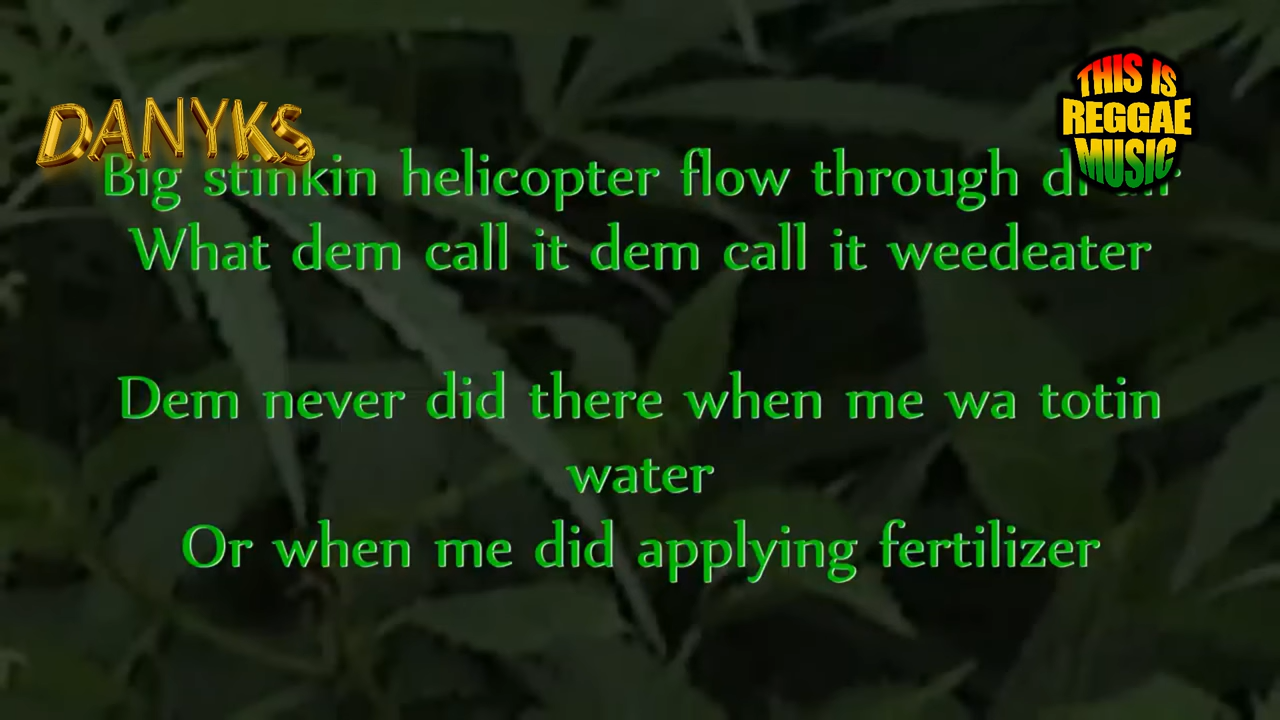 DANYKS
THIS IS
REGGAE
MUSIC
Big stinkin helicopter flow through
What dem call it dem call it weedeater
Dem never did there when me wa totin
water
Or when me did applying fertilizer